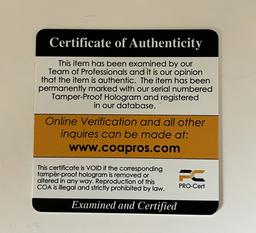 Certificate of Authenticity
This item has been examined by our
Team of Professionals and it is our opinion
that the item is authentic. The item has been
permanently marked with our serial numbered
Tamper-Proof Hologram and registered
in our database.
Online Verification and all other
inquires can be made at:
www.coapros.com
This certificate is VOID if the corresponding
tamper-proof hologram is removed or
altered in any way. Reproduction of this
COA is illegal and strictly prohibited by law.
PC
PRO-Cert
Examined and Certified